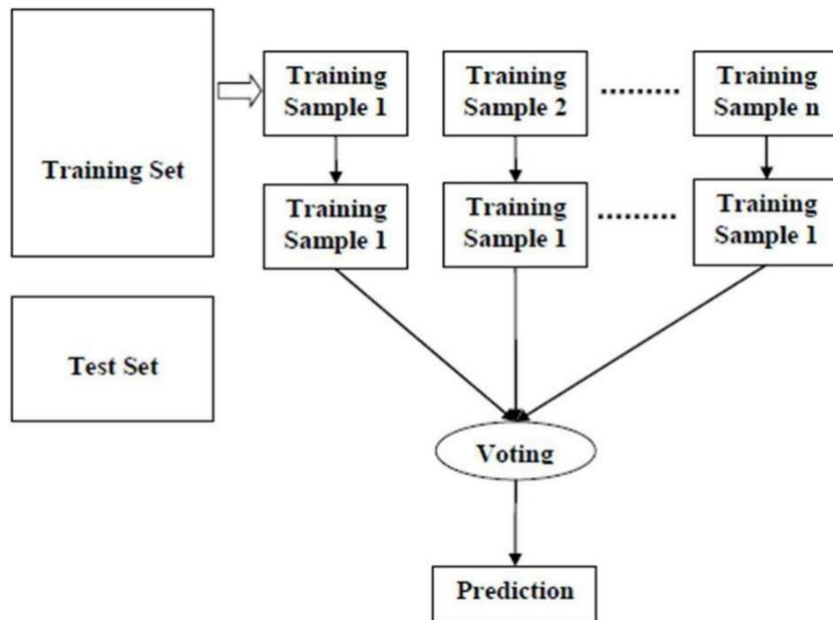 Training Set
Training
Sample 1
Training
Sample 2
Training
Sample n
Training
Sample 1
Training
Sample 1
Training
Sample 1
Test Set
Voting
Prediction